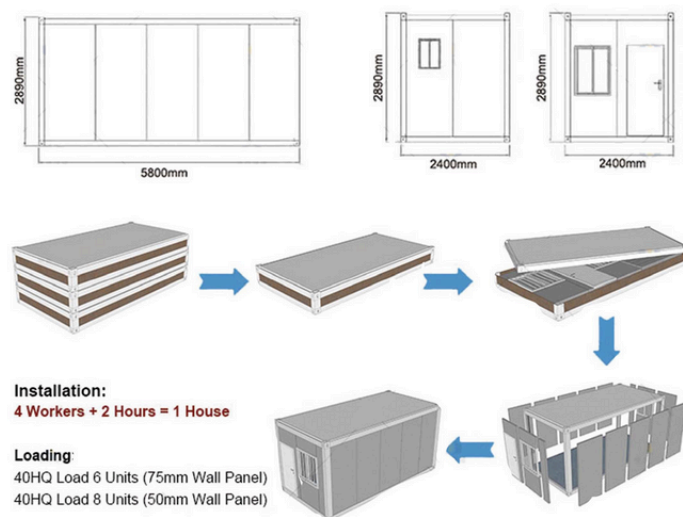 2890mm
5800mm
2890mm
2400mm
2890mm
2400mm
Installation:
4 Workers + 2 Hours = 1 House
Loading:
40HQ Load 6 Units (75mm Wall Panel)
40HQ Load 8 Units (50mm Wall Panel)